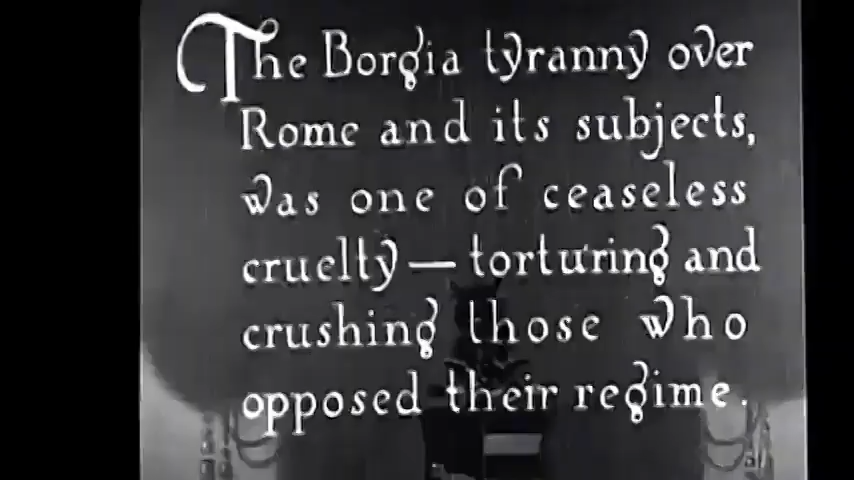 The Borgia tyranny over
Rome and its subjects,
was one of ceaseless
cruelty — torturing and
crushing those who
opposed their regime.